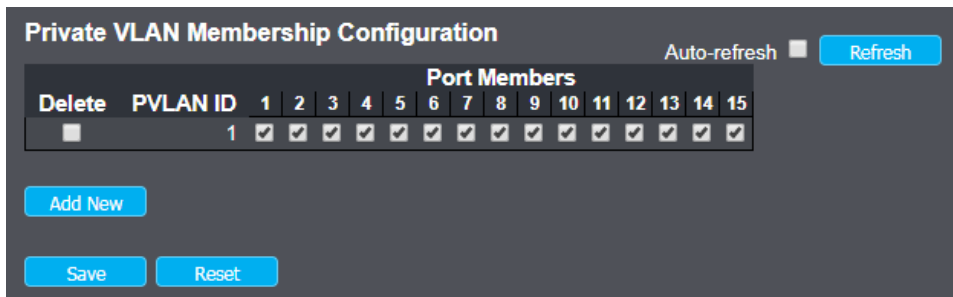 Private VLAN Membership Configuration
Auto-refresh Refresh
Port Members
Delete PVLAN ID 1 2 3 4 5 6 7 8 9 10 11 12 13 14 15
1
Add New
Save Reset